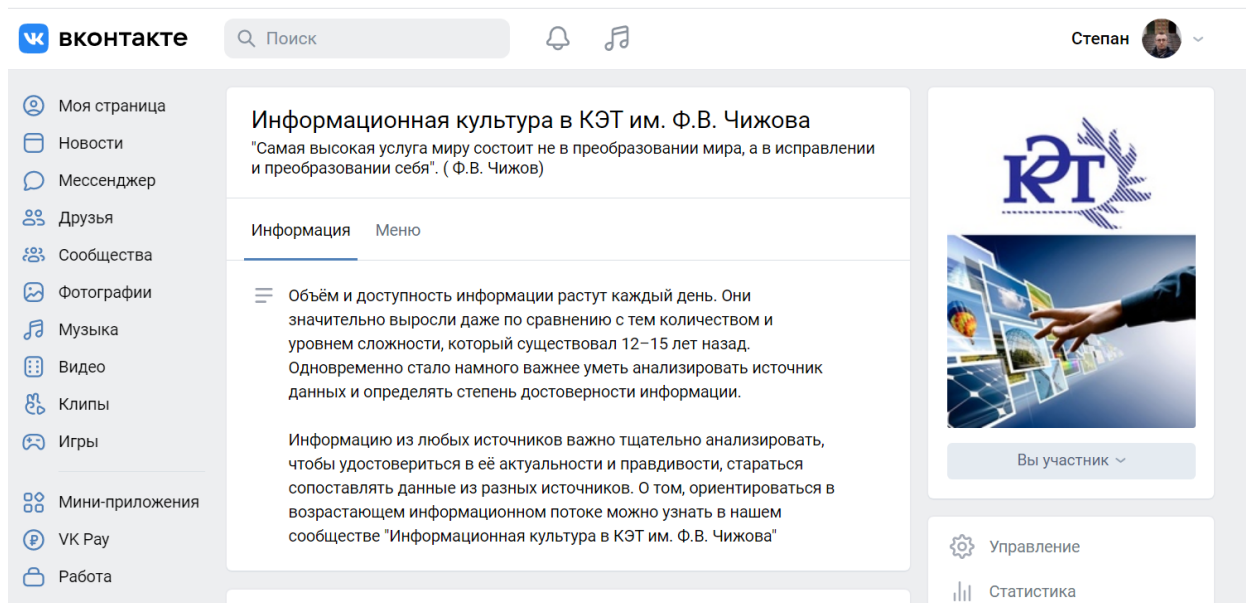 вконтакте
Поиск
Степан
Моя страница
Новости
Мессенджер
Друзья
Сообщества
Фотографии
Музыка
Видео
Клипы
Игры
Мини-приложения
VK Pay
Работа
Информационная культура в КЭТ им. Ф.В. Чижова
"Самая высокая услуга миру состоит не в преобразовании мира, а в исправлении
и преобразовании себя". ( Ф.В. Чижов)
Информация Меню
Объём и доступность информации растут каждый день. Они
значительно выросли даже по сравнению с тем количеством и
уровнем сложности, который существовал 12–15 лет назад.
Одновременно стало намного важнее уметь анализировать источник
данных и определять степень достоверности информации.
Информацию из любых источников важно тщательно анализировать,
чтобы удостовериться в её актуальности и правдивости, стараться
сопоставлять данные из разных источников. О том, ориентироваться в
возрастающем информационном потоке можно узнать в нашем
сообществе "Информационная культура в КЭТ им. Ф.В. Чижова"
КЭТ
Вы участник
Управление
Статистика